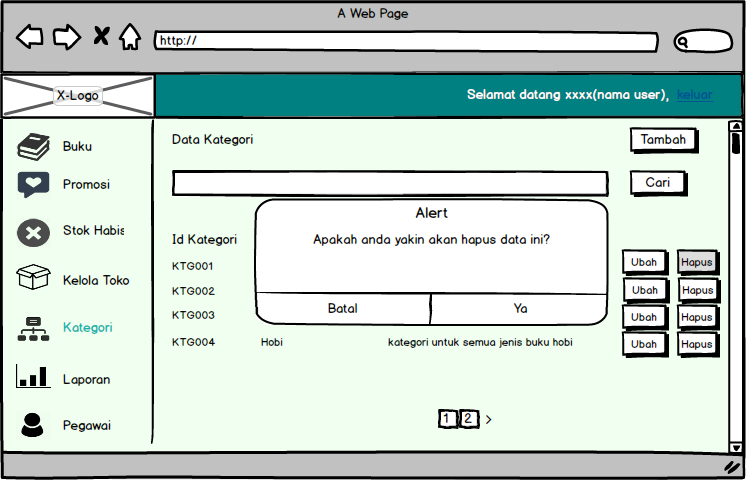 A Web Page
http://
X-Logo
Selamat datang xxxx(nama user), keluar
Buku
Promosi
Stok Habis
Kelola Toko
Kategori
Laporan
Pegawai
Data Kategori
Tambah
Cari
Alert
Apakah anda yakin akan hapus data ini?
Batal Ya
Id Kategori
KTG001 Ubah Hapus
KTG002 Ubah Hapus
KTG003 Ubah Hapus
KTG004 Hobi kategori untuk semua jenis buku hobi Ubah Hapus
1 2 >